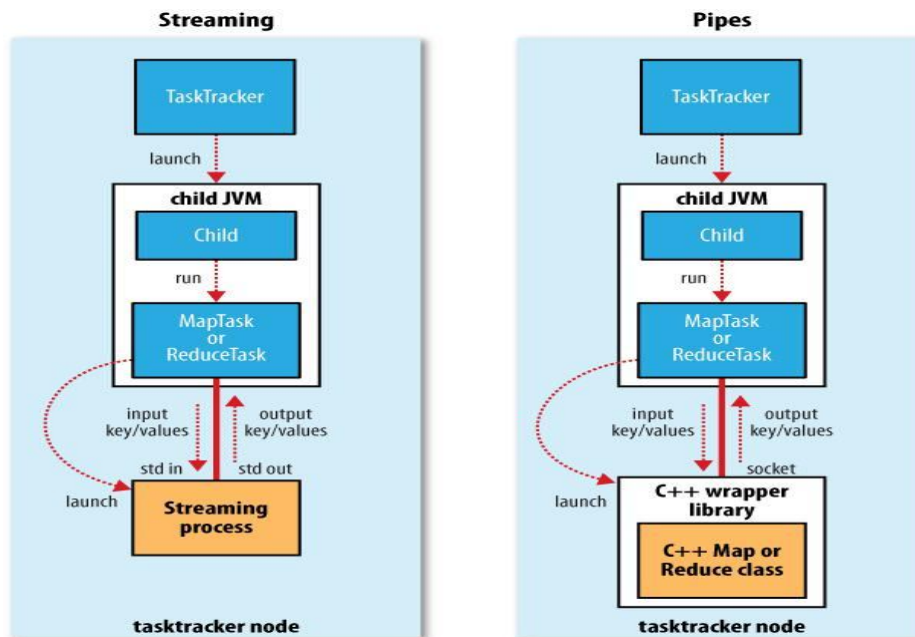 Streaming
TaskTracker
launch
child JVM
Child
run
MapTask
or
ReduceTask
input
key/values
output
key/values
std in
std out
launch
Streaming
process
tasktracker node
Pipes
TaskTracker
launch
child JVM
Child
run
MapTask
or
ReduceTask
input
key/values
output
key/values
socket
launch
C++ wrapper
library
C++ Map or
Reduce class
tasktracker node